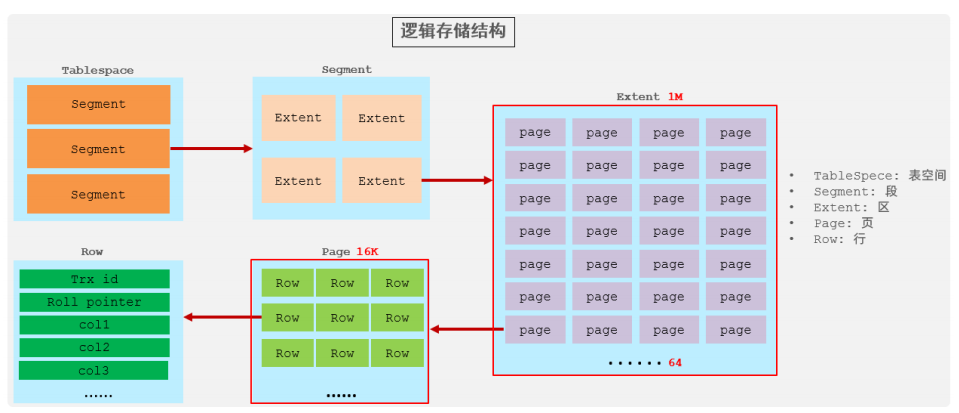 逻辑存储结构
Tablespace
Segment
Segment
Segment
Segment
Extent Extent
Extent Extent
Extent 1M
page page page page
page page page page
page page page page
page page page page
page page page page
page page page page
page page page page
······ 64
• TableSpece: 表空间
• Segment: 段
• Extent: 区
• Page: 页
• Row: 行
Row
Trx id
Roll pointer
col1
col2
col3
······
Page 16K
Row Row Row
Row Row Row
Row Row Row
······